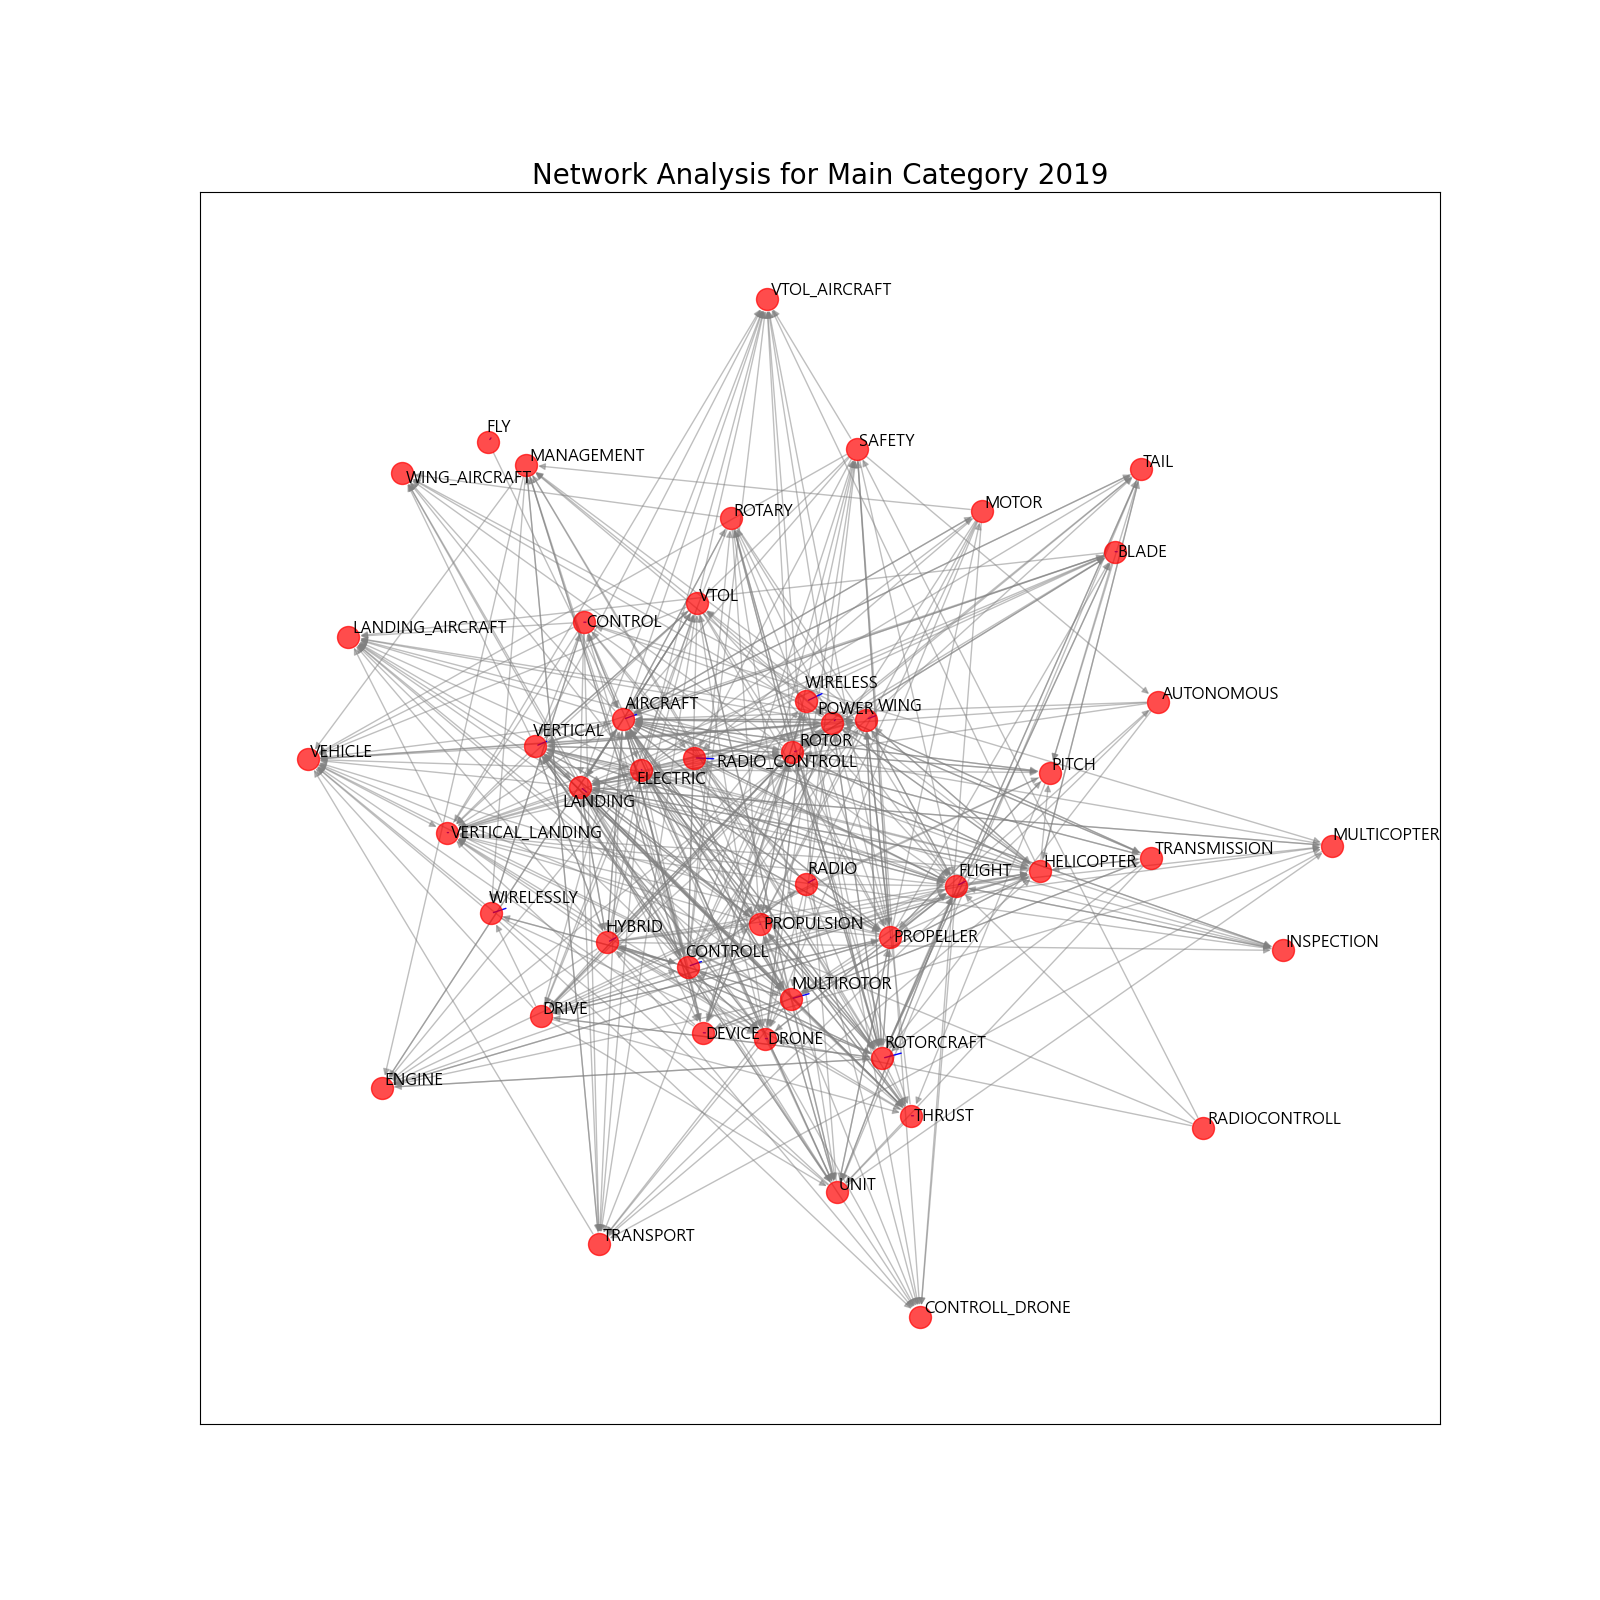 Network Analysis for Main Category 2019
VTOL_AIRCRAFT
FLY
SAFETY
MANAGEMENT
TAIL
WING_AIRCRAFT
MOTOR
ROTARY
BLADE
VTOL
CONTROL
LANDING_AIRCRAFT
WIRELESS
AUTONOMOUS
AIRCRAFT
WING
POWER
VERTICAL
ROTOR
VEHICLE
RADIO_CONTROLL
PITCH
ELECTRIC
LANDING
VERTICAL_LANDING
MULTICOPTER
TRANSMISSION
HELICOPTER
RADIO
FLIGHT
WIRELESSLY
PROPULSION
HYBRID
PROPELLER
INSPECTION
CONTROLL
MULTIROTOR
DRIVE
DEVICE
DRONE
ROTORCRAFT
ENGINE
THRUST
RADIOCONTROLL
UNIT
TRANSPORT
CONTROLL_DRONE